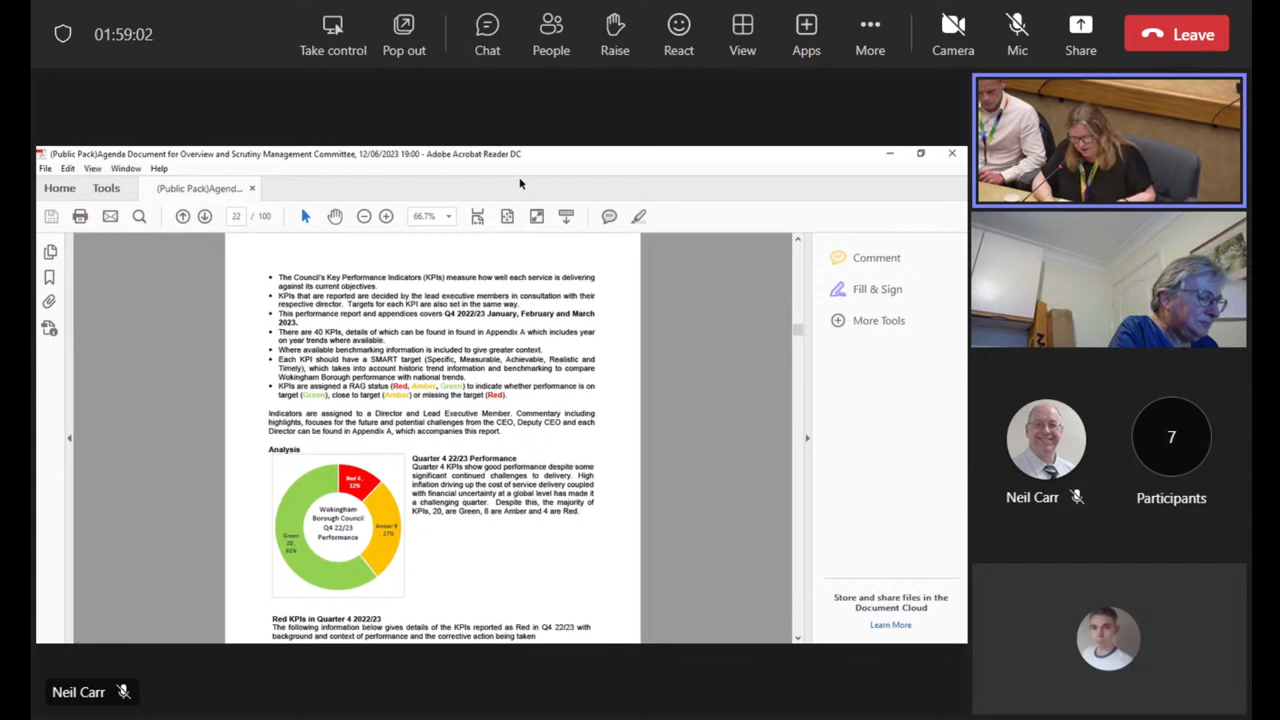 01:59:02
Take control
Pop out
Chat
People
Raise
React
View
Apps
More
Camera
Mic
Share
Leave
(Public Pack)Agenda Document for Overview and Scrutiny Management Committee, 12/06/2023 19:00 - Adobe Acrobat Reader DC
File Edit View Window Help
Home Tools (Public Pack)Agend... ×
22 / 100 66.7%
• The Council's Key Performance Indicators (KPIs) measure how well each service is delivering
against its current objectives.
• KPIs that are reported are decided by the lead executive members in consultation with their
respective director. Targets for each KPI are also set in the same way.
• This performance report and appendices covers Q4 2022/23 January, February and March
2023.
• There are 40 KPIs, details of which can be found in found in Appendix A which includes year
on year trends where available.
• Where available benchmarking information is included to give greater context.
• Each KPI should have a SMART target (Specific, Measurable, Achievable, Realistic and
Timely), which takes into account historic trend information and benchmarking to compare
Wokingham Borough performance with national trends.
• KPIs are assigned a RAG status (Red, Amber, Green) to indicate whether performance is on
target (Green), close to target (Amber) or missing the target (Red).
Indicators are assigned to a Director and Lead Executive Member. Commentary including
highlights, focuses for the future and potential challenges from the CEO, Deputy CEO and each
Director can be found in Appendix A, which accompanies this report.
Analysis
Red 4,
12%
Wokingham
Borough Council
Q4 22/23
Performance
Amber 9
, 27%
Green
20,
61%
Quarter 4 22/23 Performance
Quarter 4 KPIs show good performance despite some
significant continued challenges to delivery. High
inflation driving up the cost of service delivery coupled
with financial uncertainty at a global level has made it
a challenging quarter. Despite this, the majority of
KPIs, 20, are Green, 8 are Amber and 4 are Red.
Red KPIs in Quarter 4 2022/23
The following information below gives details of the KPIs reported as Red in Q4 22/23 with
background and context of performance and the corrective action being taken
Comment
Fill & Sign
More Tools
Store and share files in the
Document Cloud
Learn More
Neil Carr
7
Participants
Neil Carr